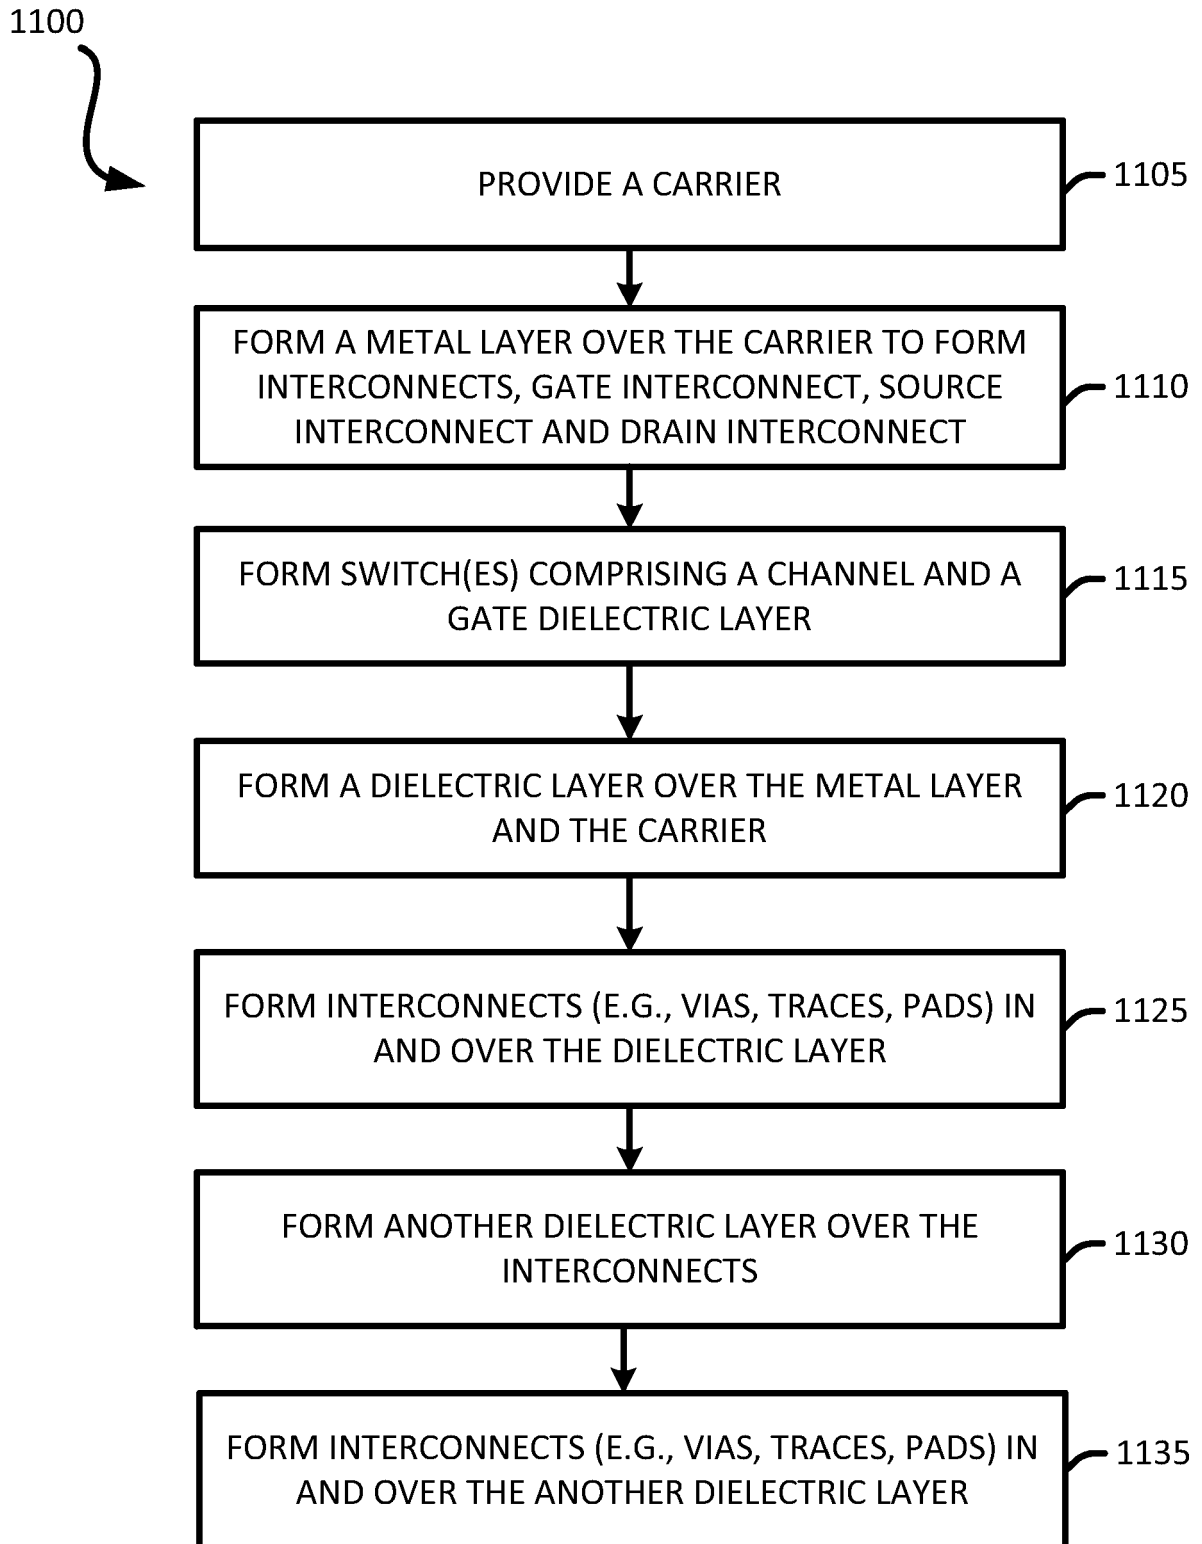 1100
PROVIDE A CARRIER
1105
FORM A METAL LAYER OVER THE CARRIER TO FORM
INTERCONNECTS, GATE INTERCONNECT, SOURCE
INTERCONNECT AND DRAIN INTERCONNECT
1110
FORM SWITCH(ES) COMPRISING A CHANNEL AND A
GATE DIELECTRIC LAYER
1115
FORM A DIELECTRIC LAYER OVER THE METAL LAYER
AND THE CARRIER
1120
FORM INTERCONNECTS (E.G., VIAS, TRACES, PADS) IN
AND OVER THE DIELECTRIC LAYER
1125
FORM ANOTHER DIELECTRIC LAYER OVER THE
INTERCONNECTS
1130
FORM INTERCONNECTS (E.G., VIAS, TRACES, PADS) IN
AND OVER THE ANOTHER DIELECTRIC LAYER
1135